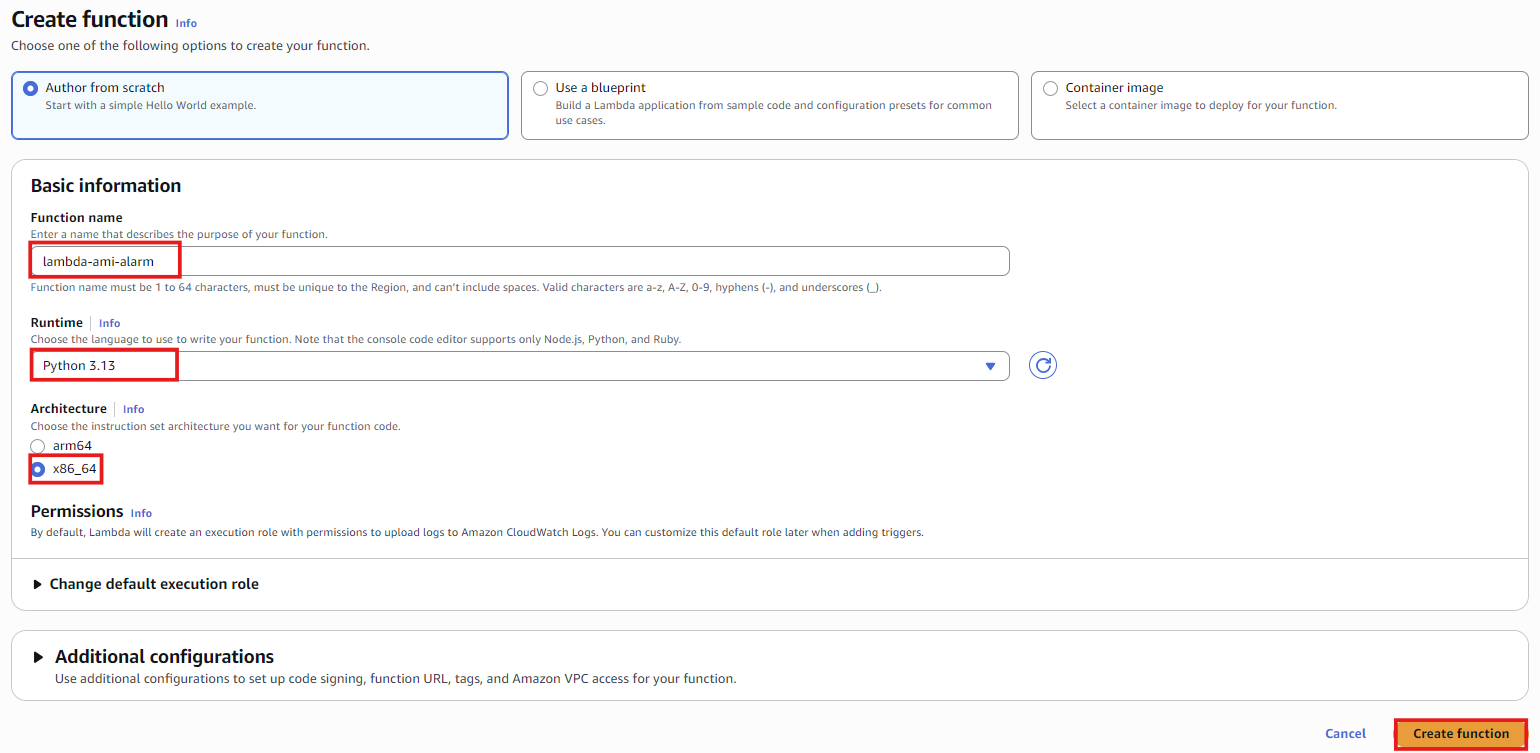 Create function Info
Choose one of the following options to create your function.
Author from scratch
Start with a simple Hello World example.
Use a blueprint
Build a Lambda application from sample code and configuration presets for common
use cases.
Container image
Select a container image to deploy for your function.
Basic information
Function name
Enter a name that describes the purpose of your function.
lambda-ami-alarm
Function name must be 1 to 64 characters, must be unique to the Region, and can’t include spaces. Valid characters are a-z, A-Z, 0-9, hyphens (-), and underscores (_).
Runtime Info
Choose the language to use to write your function. Note that the console code editor supports only Node.js, Python, and Ruby.
Python 3.13
Architecture Info
Choose the instruction set architecture you want for your function code.
arm64
x86_64
Permissions Info
By default, Lambda will create an execution role with permissions to upload logs to Amazon CloudWatch Logs. You can customize this default role later when adding triggers.
Change default execution role
Additional configurations
Use additional configurations to set up code signing, function URL, tags, and Amazon VPC access for your function.
Cancel Create function